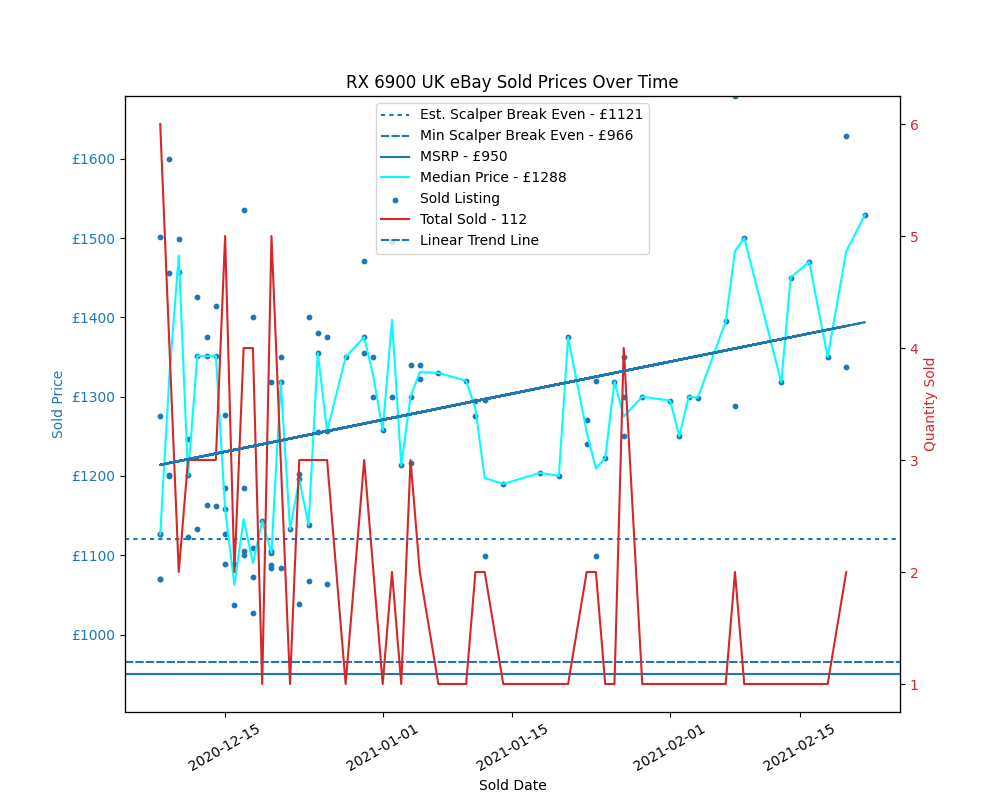 RX 6900 UK eBay Sold Prices Over Time
Est. Scalper Break Even - £1121
Min Scalper Break Even - £966
MSRP - £950
Median Price - £1288
Sold Listing
Total Sold - 112
Linear Trend Line
£1600
£1500
£1400
£1300
£1200
£1100
£1000
Sold Price
6
5
4
3
2
1
Quantity Sold
2020-12-15
2021-01-01
2021-01-15
2021-02-01
2021-02-15
Sold Date